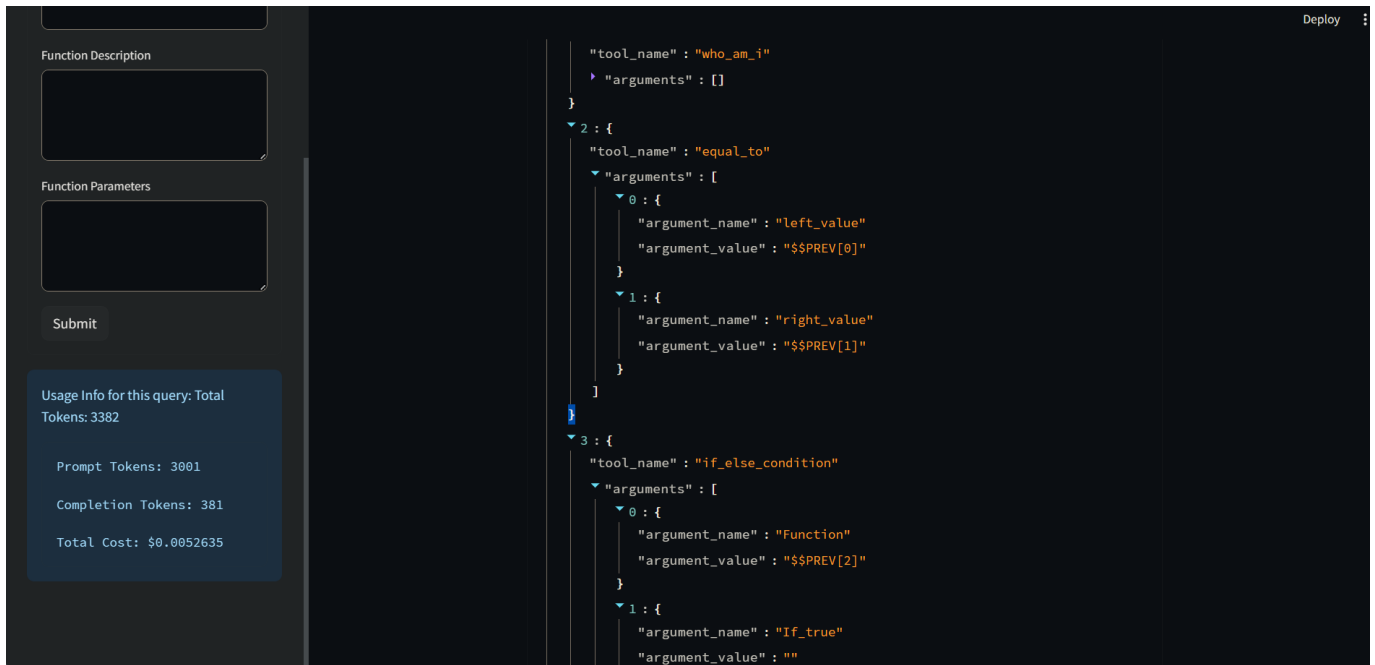 Deploy
Function Description
Function Parameters
Submit
Usage Info for this query: Total
Tokens: 3382
Prompt Tokens: 3001
Completion Tokens: 381
Total Cost: $0.0052635
"tool_name" : "who_am_i"
"arguments" : []
}
2 : {
"tool_name" : "equal_to"
"arguments" : [
0 : {
"argument_name" : "left_value"
"argument_value" : "$$PREV[0]"
}
1 : {
"argument_name" : "right_value"
"argument_value" : "$$PREV[1]"
}
]
}
3 : {
"tool_name" : "if_else_condition"
"arguments" : [
0 : {
"argument_name" : "Function"
"argument_value" : "$$PREV[2]"
}
1 : {
"argument_name" : "If_true"
"argument_value" : ""